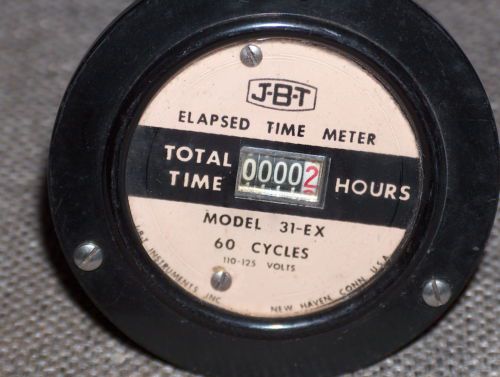 J-B-T
ELAPSED TIME METER
TOTAL TIME 00002 HOURS
MODEL 31-EX
60 CYCLES
110-125 VOLTS
J-B-T INSTRUMENTS INC
NEW HAVEN CONN U.S.A.